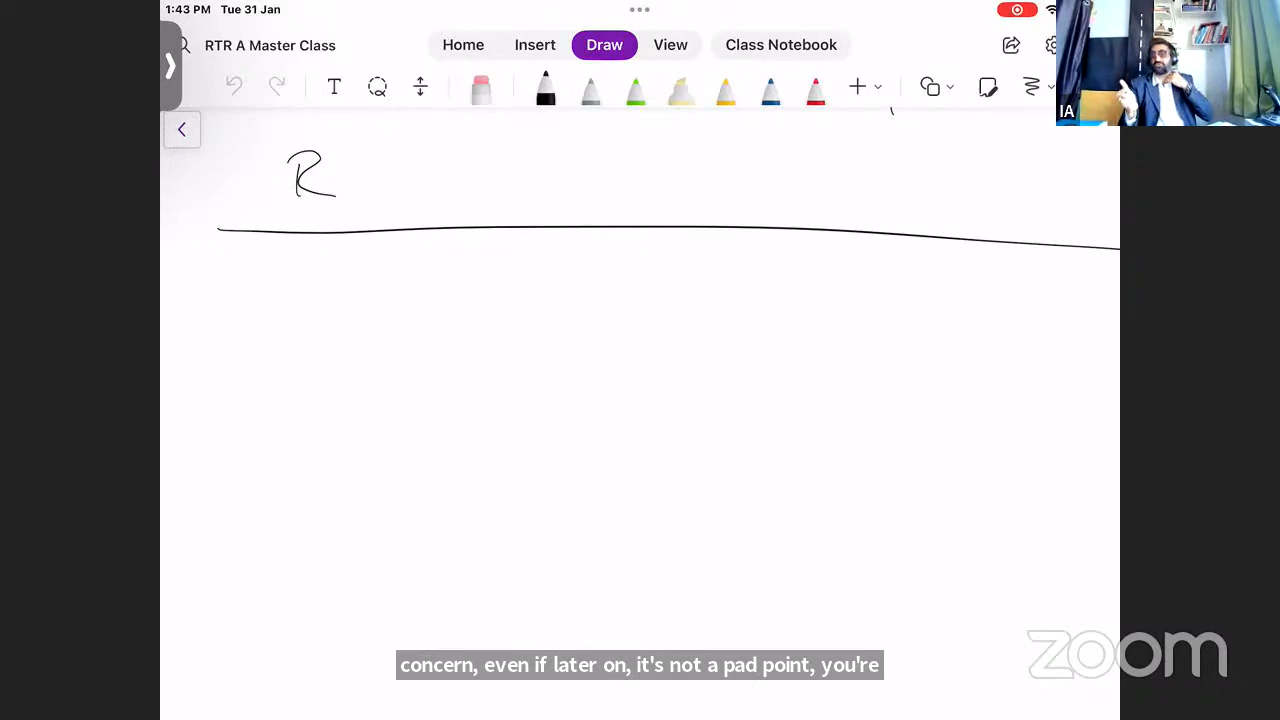 1:43 PM Tue 31 Jan
RTR A Master Class
Home Insert Draw View Class Notebook
T
IA
R
concern, even if later on, it's not a pad point, you're
zoom